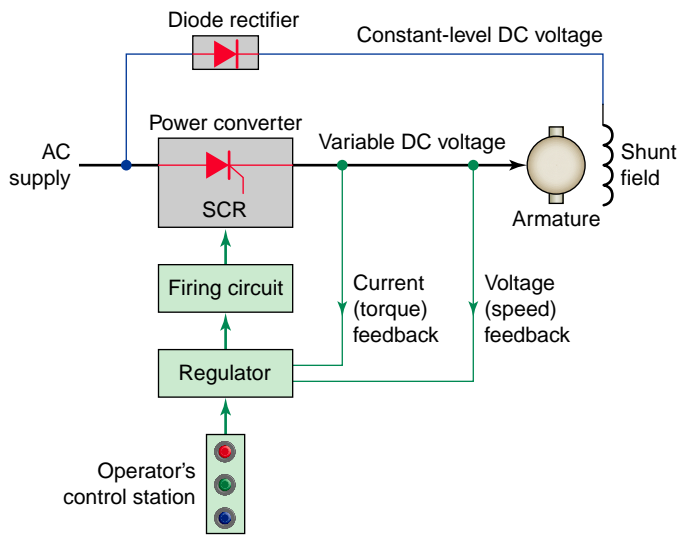 Diode rectifier
Constant-level DC voltage
Power converter
Variable DC voltage
AC
supply
SCR
Shunt
field
Armature
Firing circuit
Current
(torque)
feedback
Voltage
(speed)
feedback
Regulator
Operator's
control station